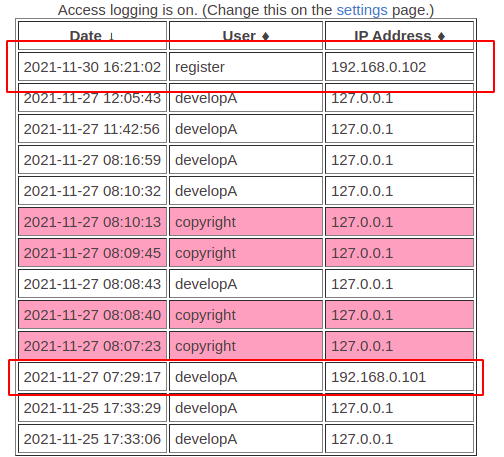 Access logging is on. (Change this on the settings page.)
Date ↓ User ♦ IP Address ♦
2021-11-30 16:21:02 register 192.168.0.102
2021-11-27 12:05:43 developA 127.0.0.1
2021-11-27 11:42:56 developA 127.0.0.1
2021-11-27 08:16:59 developA 127.0.0.1
2021-11-27 08:10:32 developA 127.0.0.1
2021-11-27 08:10:13 copyright 127.0.0.1
2021-11-27 08:09:45 copyright 127.0.0.1
2021-11-27 08:08:43 developA 127.0.0.1
2021-11-27 08:08:40 copyright 127.0.0.1
2021-11-27 08:07:23 copyright 127.0.0.1
2021-11-27 07:29:17 developA 192.168.0.101
2021-11-25 17:33:29 developA 127.0.0.1
2021-11-25 17:33:06 developA 127.0.0.1